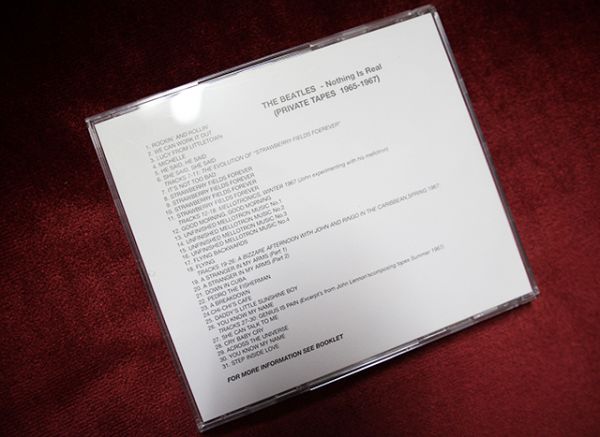 THE BEATLES - Nothing Is Real
(PRIVATE TAPES 1965-1967)
1. ROCKIN' AND ROLLIN'
2. WE CAN WORK IT OUT
3. LUCY FROM LITTLETOWN
4. MICHELLE
5. HE SAID, HE SAID
6. SHE SAID, SHE SAID
TRACKS 7-11: THE EVOLUTION OF "STRAWBERRY FIELDS FOEREVER"
7. IT'S NOT TOO BAD
8. STRAWBERRY FIELDS FOREVER
9. STRAWBERRY FIELDS FOREVER
10. STRAWBERRY FIELDS FOREVER
11. STRAWBERRY FIELDS FOREVER
TRACKS 12-18: MELLOTRONICS, WINTER 1967 (John experimenting with his mellotron)
12. GOOD MORNING, GOOD MORNING
13. UNFINISHED MELLOTRON MUSIC No.1
14. UNFINISHED MELLOTRON MUSIC No.2
15. UNFINISHED MELLOTRON MUSIC No.3
16. UNFINISHED MELLOTRON MUSIC No.4
17. FLYING BACKWARDS
18. FLYING
TRACKS 19-26: A BIZZARE AFTERNOON WITH JOHN AND RINGO IN THE CARIBBEAN,SPRING 1967:
19. A STRANGER IN MY ARMS (Part 1)
20. A STRANGER IN MY ARMS (Part 2)
21. DOWN IN CUBA
22. PEDRO THE FISHERMAN
23. A BREAKDOWN
24. CHI CHI'S CAFE
25. DADDY'S LITTLE SUNSHINE BOY
26. YOU KNOW MY NAME
TRACKS 27-30: GENIUS IS PAIN (Excerpts from John Lennon'scomposing tapes Summer 1967)
27. SHE CAN TALK TO ME
28. CRY BABY CRY
29. ACROSS THE UNIVERSE
30. YOU KNOW MY NAME
31. STEP INSIDE LOVE
FOR MORE INFORMATION SEE BOOKLET